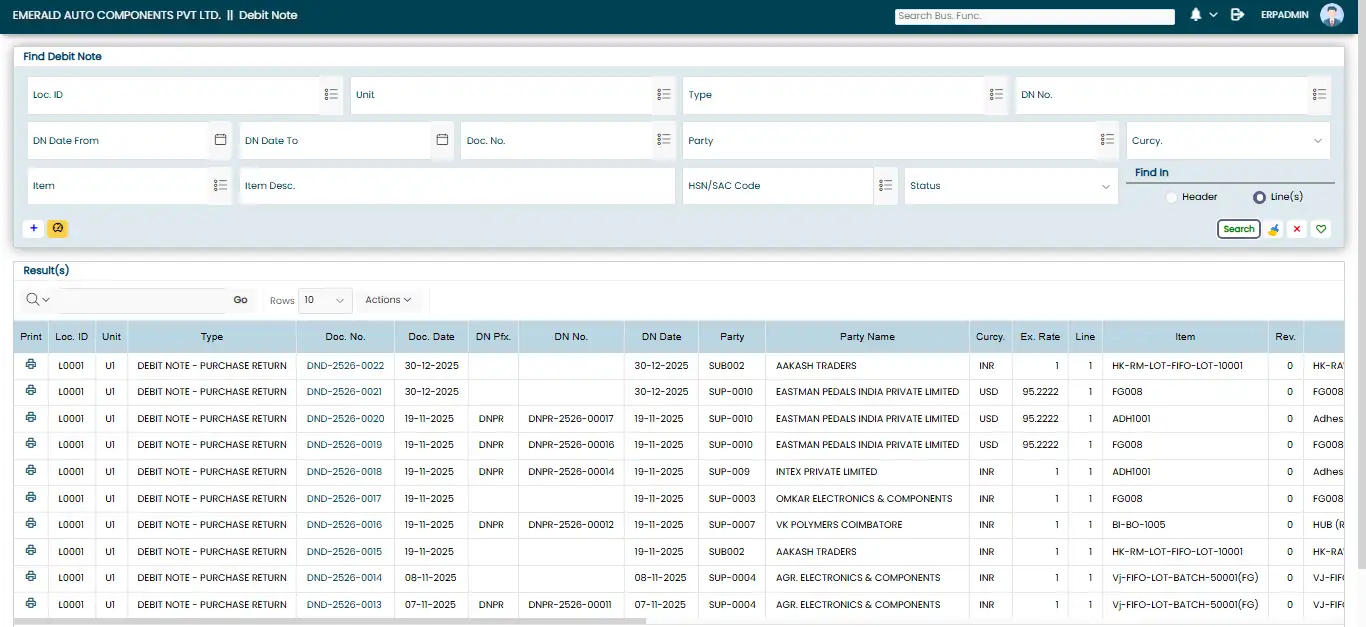 EMERALD AUTO COMPONENTS PVT LTD. || Debit Note
Search Bus. Func.
ERPADMIN
Find Debit Note
Loc. ID Unit Type DN No.
DN Date From DN Date To Doc. No. Party Curcy.
Item Item Desc. HSN/SAC Code Status Find In
Header Line(s)
+ Search
Result(s)
Go Rows 10 Actions
Print Loc. ID Unit Type Doc. No. Doc. Date DN Pfx. DN No. DN Date Party Party Name Curcy. Ex. Rate Line Item Rev.
L0001 U1 DEBIT NOTE - PURCHASE RETURN DND-2526-0022 30-12-2025 30-12-2025 SUB002 AAKASH TRADERS INR 1 1 HK-RM-LOT-FIFO-LOT-10001 0 HK-RA
L0001 U1 DEBIT NOTE - PURCHASE RETURN DND-2526-0021 30-12-2025 30-12-2025 SUP-0010 EASTMAN PEDALS INDIA PRIVATE LIMITED USD 95.2222 1 FG008 0 FG008
L0001 U1 DEBIT NOTE - PURCHASE RETURN DND-2526-0020 19-11-2025 DNPR DNPR-2526-00017 19-11-2025 SUP-0010 EASTMAN PEDALS INDIA PRIVATE LIMITED USD 95.2222 1 ADH1001 0 Adhes
L0001 U1 DEBIT NOTE - PURCHASE RETURN DND-2526-0019 19-11-2025 DNPR DNPR-2526-00016 19-11-2025 SUP-0010 EASTMAN PEDALS INDIA PRIVATE LIMITED USD 95.2222 1 FG008 0 FG008
L0001 U1 DEBIT NOTE - PURCHASE RETURN DND-2526-0018 19-11-2025 DNPR DNPR-2526-00014 19-11-2025 SUP-009 INTEX PRIVATE LIMITED INR 1 1 ADH1001 0 Adhes
L0001 U1 DEBIT NOTE - PURCHASE RETURN DND-2526-0017 19-11-2025 19-11-2025 SUP-0003 OMKAR ELECTRONICS & COMPONENTS INR 1 1 FG008 0 FG008
L0001 U1 DEBIT NOTE - PURCHASE RETURN DND-2526-0016 19-11-2025 DNPR DNPR-2526-00012 19-11-2025 SUP-0007 VK POLYMERS COIMBATORE INR 1 1 BI-BO-1005 0 HUB (R
L0001 U1 DEBIT NOTE - PURCHASE RETURN DND-2526-0015 19-11-2025 19-11-2025 SUB002 AAKASH TRADERS INR 1 1 HK-RM-LOT-FIFO-LOT-10001 0 HK-RA
L0001 U1 DEBIT NOTE - PURCHASE RETURN DND-2526-0014 08-11-2025 08-11-2025 SUP-0004 AGR. ELECTRONICS & COMPONENTS INR 1 1 Vj-FIFO-LOT-BATCH-50001(FG) 0 VJ-FIF
L0001 U1 DEBIT NOTE - PURCHASE RETURN DND-2526-0013 07-11-2025 DNPR DNPR-2526-00011 07-11-2025 SUP-0004 AGR. ELECTRONICS & COMPONENTS INR 1 1 Vj-FIFO-LOT-BATCH-50001(FG) 0 VJ-FIF